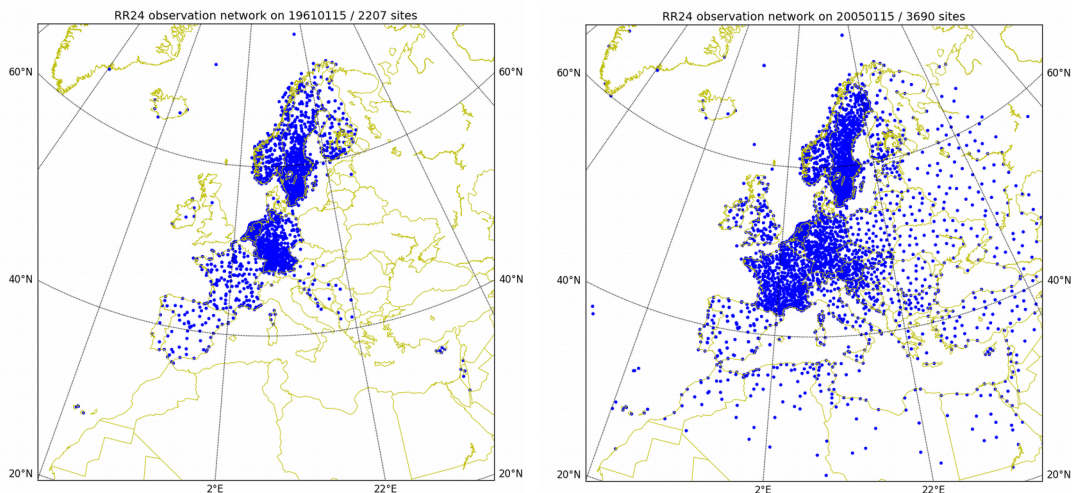 RR24 observation network on 19610115 / 2207 sites
60°N
60°N
40°N
40°N
20°N
20°N
2°E
22°E
RR24 observation network on 20050115 / 3690 sites
60°N
60°N
40°N
40°N
20°N
20°N
2°E
22°E